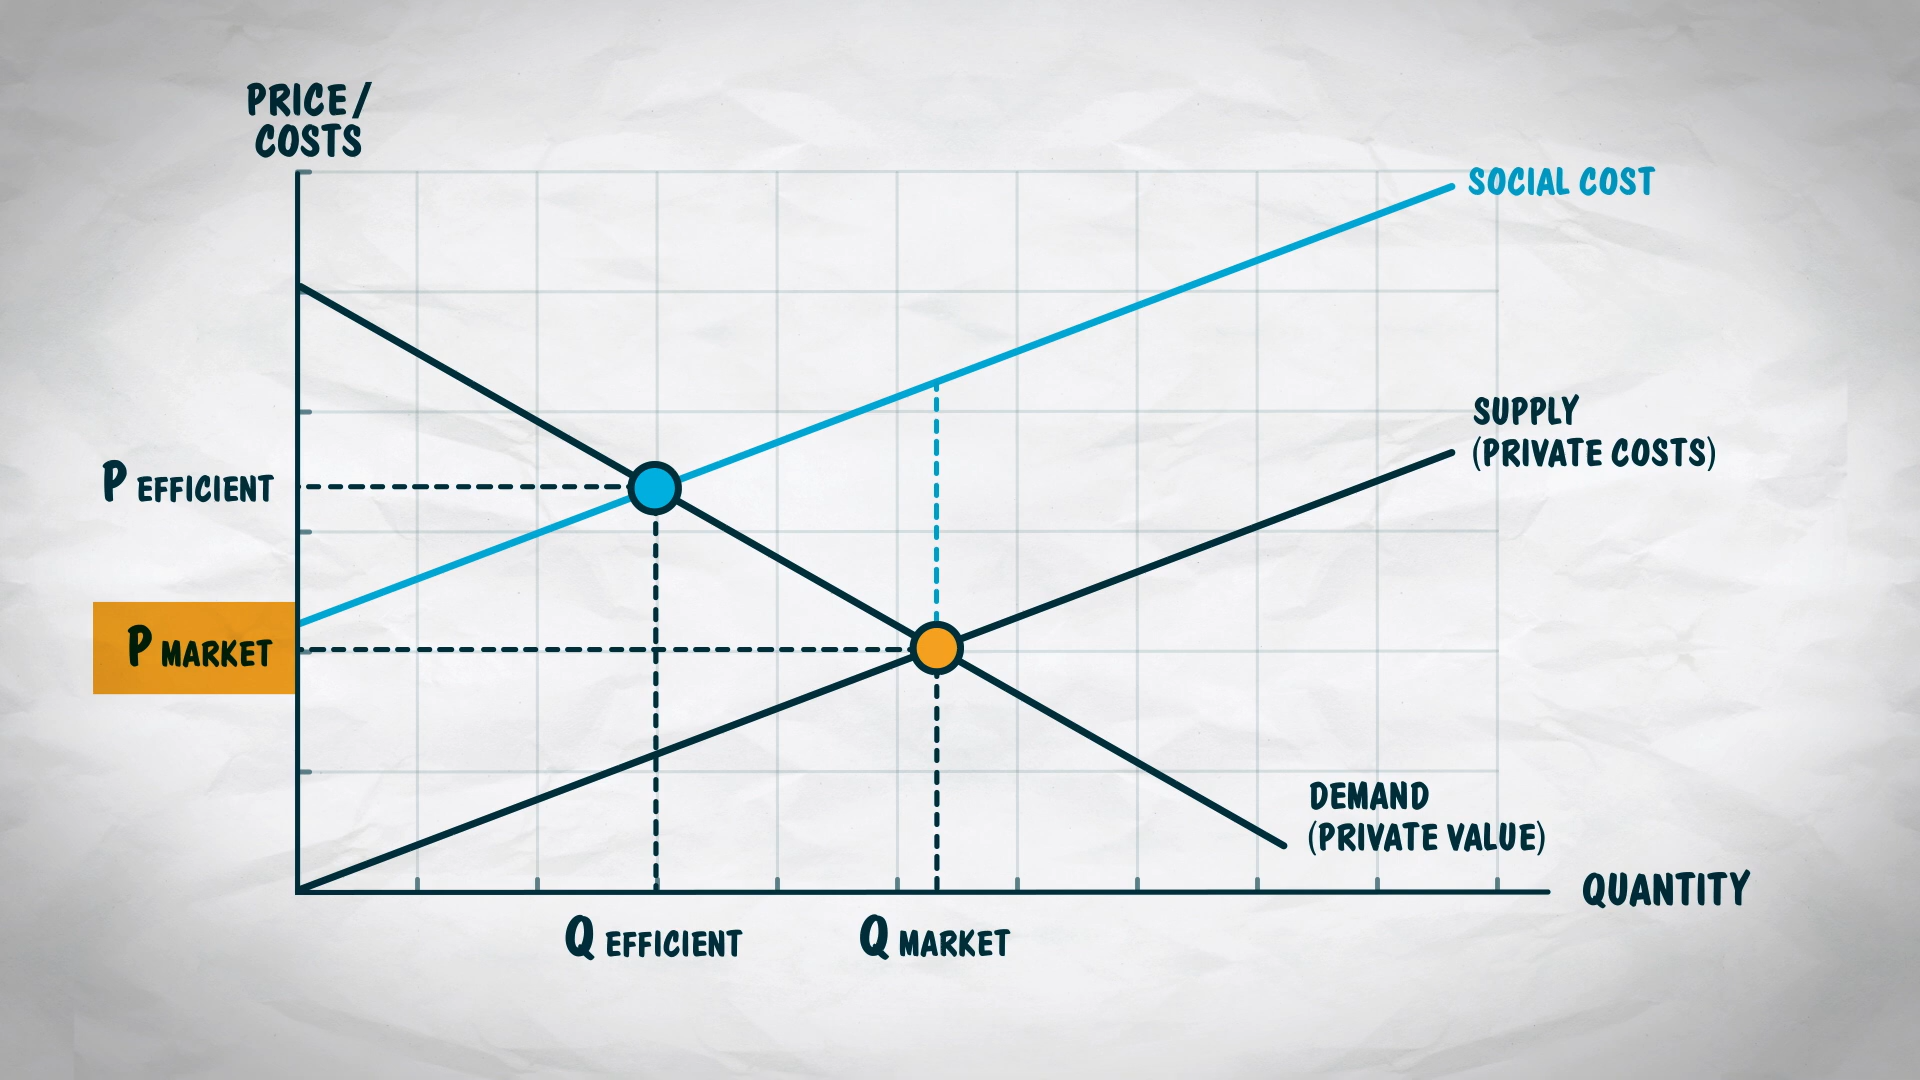 PRICE/
COSTS
SOCIAL COST
SUPPLY
(PRIVATE COSTS)
P EFFICIENT
P MARKET
DEMAND
(PRIVATE VALUE)
QUANTITY
Q EFFICIENT
Q MARKET